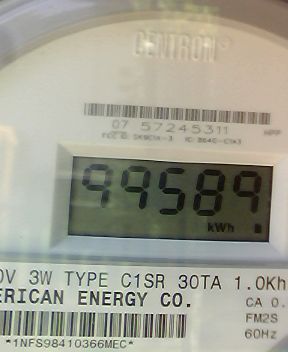 CENTRON®
07 57245311
99589
kWh
0V 3W TYPE C1SR 30TA 1.0Kh
ERICAN ENERGY CO.
CA 0.
FM2S
60Hz
*1NFS98410366MEC*